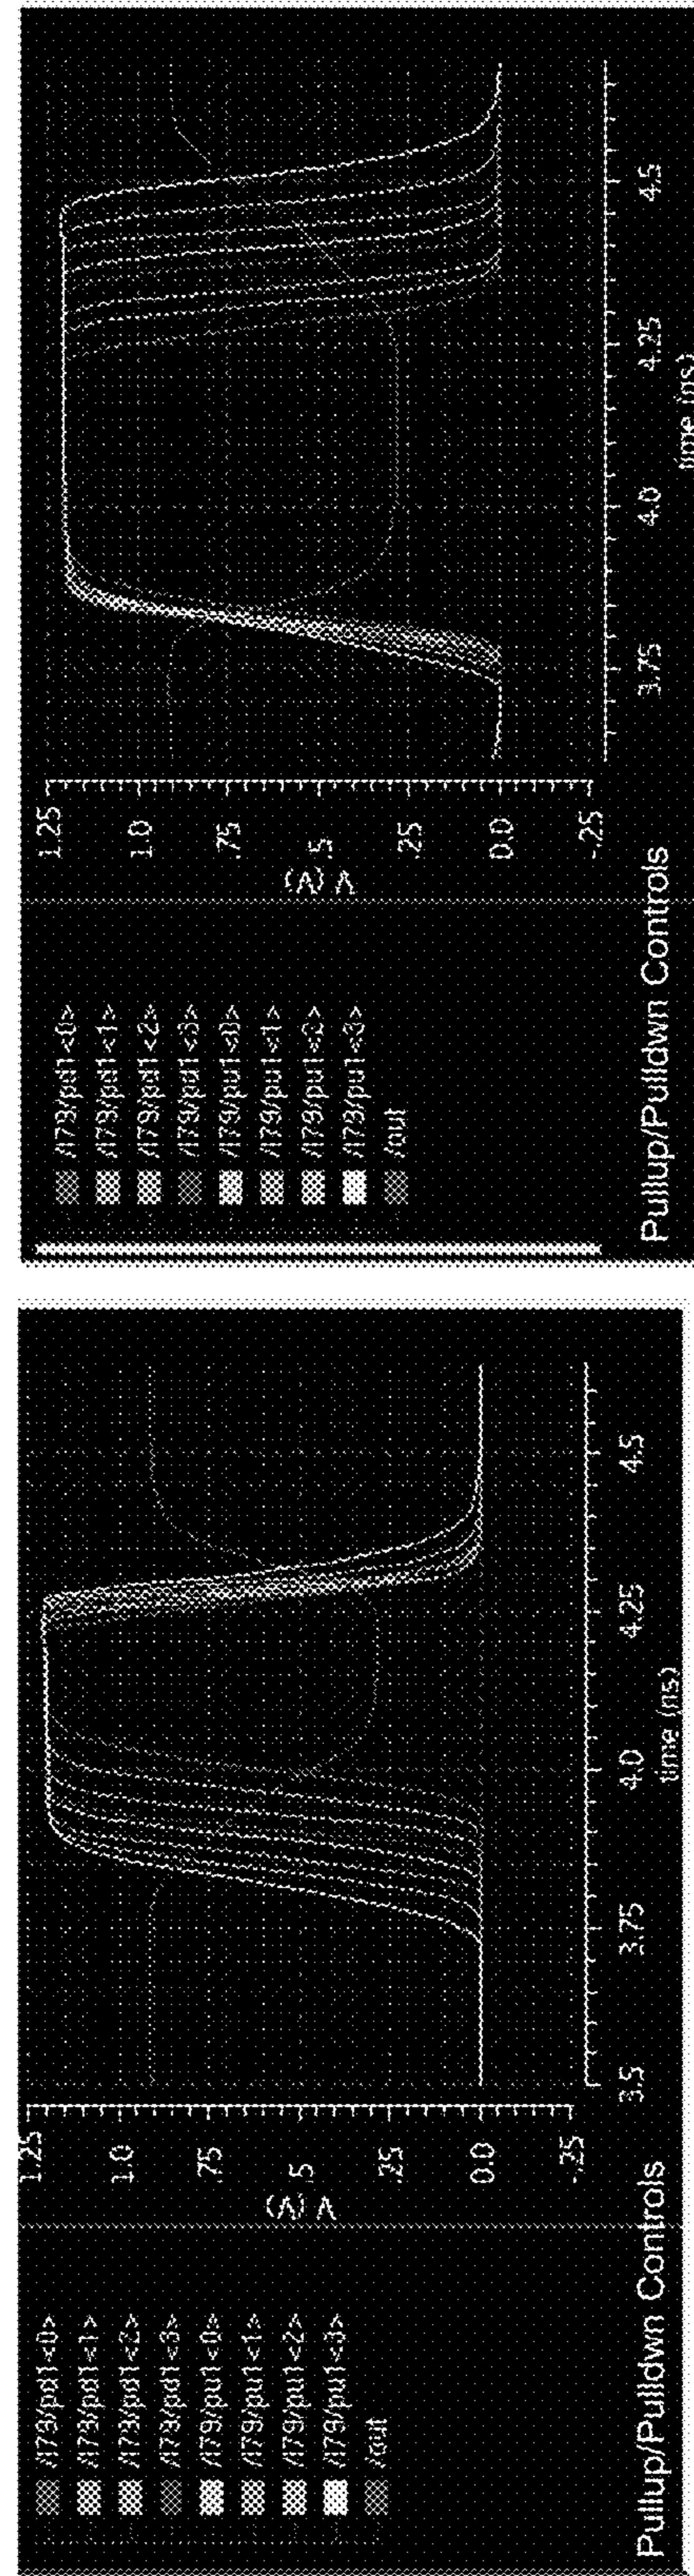 /I79/pd1<0>
/I79/pd1<1>
/I79/pd1<2>
/I79/pd1<3>
/I79/pu1<0>
/I79/pu1<1>
/I79/pu1<2>
/I79/pu1<3>
/out
V (V)
1.25
1.0
.75
.5
.25
0.0
-.25
3.5
3.75
4.0
4.25
4.5
time (ns)
Pullup/Pulldwn Controls
/I79/pd1<0>
/I79/pd1<1>
/I79/pd1<2>
/I79/pd1<3>
/I79/pu1<0>
/I79/pu1<1>
/I79/pu1<2>
/I79/pu1<3>
/out
V (V)
1.25
1.0
.75
.5
.25
0.0
-.25
3.75
4.0
4.25
4.5
time (ns)
Pullup/Pulldwn Controls